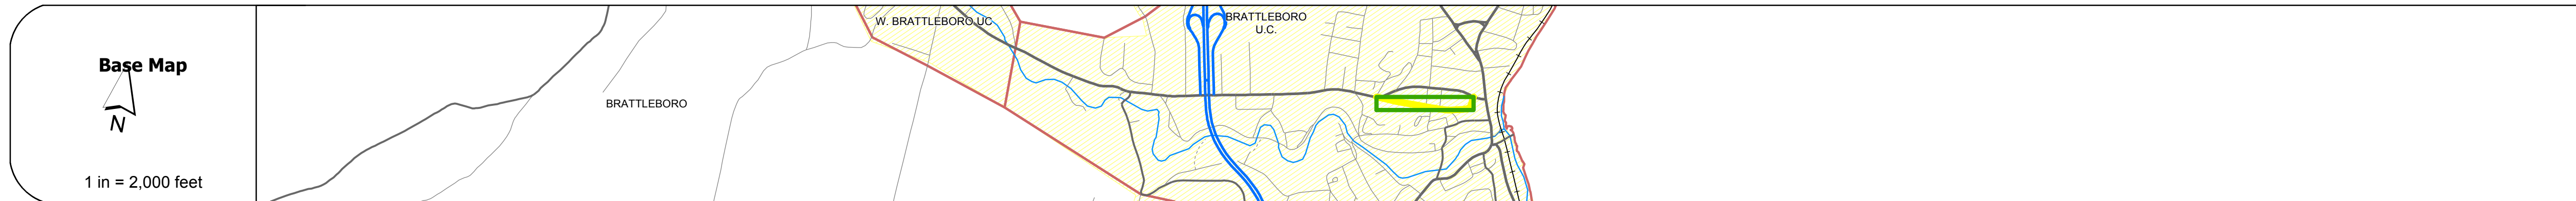 Base Map
N
1 in = 2,000 feet
BRATTLEBORO
W. BRATTLEBORO UC
BRATTLEBORO
U.C.